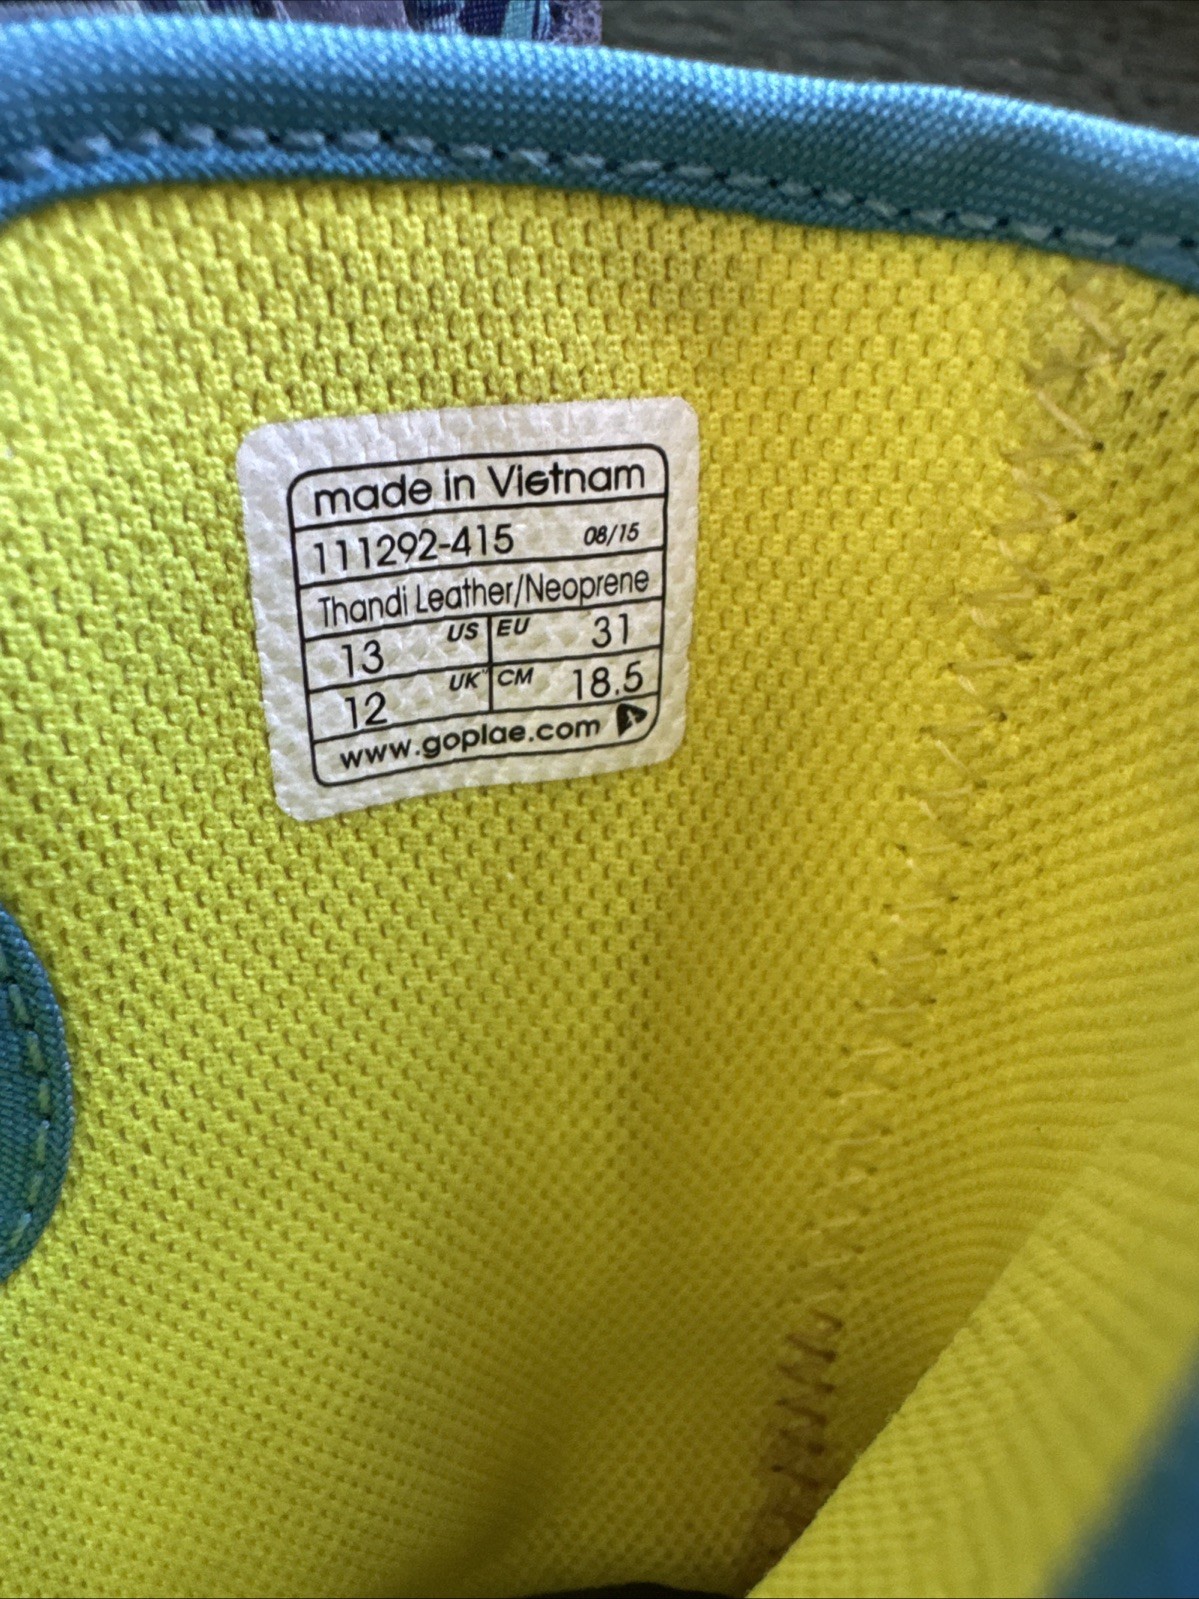 made in Vietnam
111292-415 08/15
Thandi Leather/Neoprene
13 US EU 31
12 UK CM 18.5
www.goplae.com